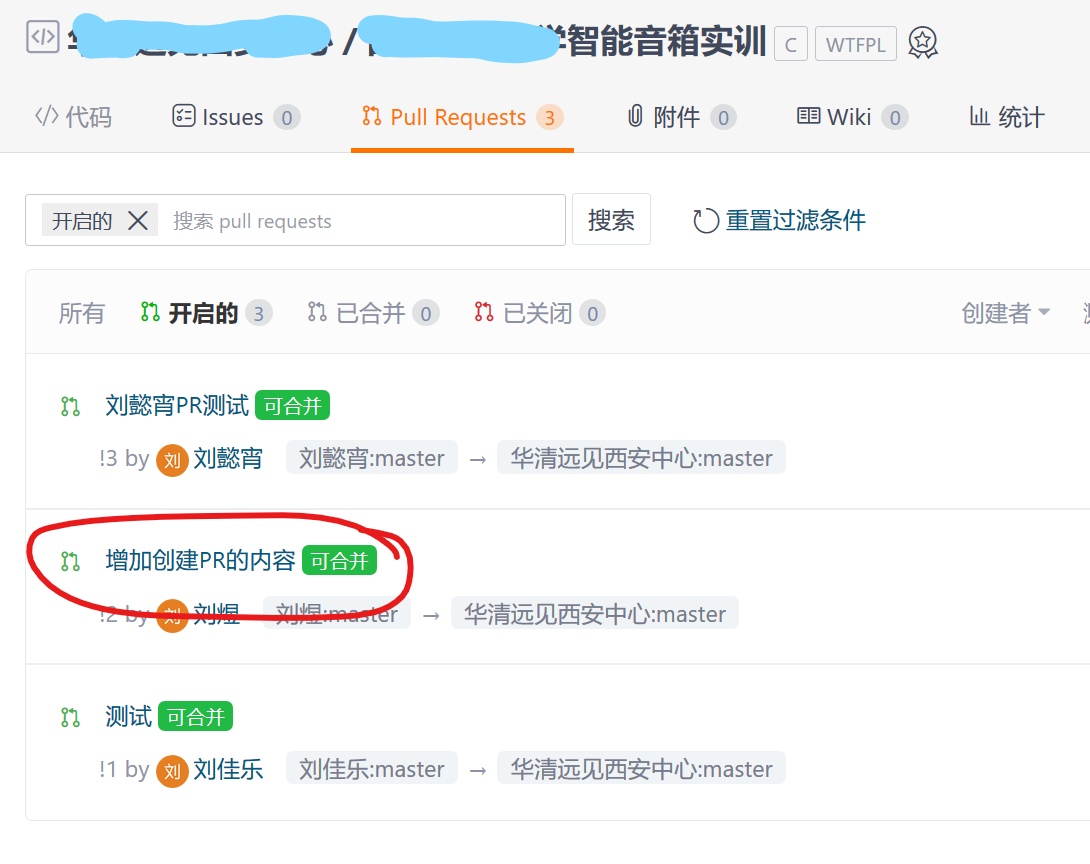 / 学智能音箱实训 C WTFPL
代码 Issues 0 Pull Requests 3 附件 0 Wiki 0 统计
开启的 搜索 pull requests 搜索 重置过滤条件
所有 开启的 3 已合并 0 已关闭 0 创建者
刘懿宵PR测试 可合并
!3 by 刘 刘懿宵 刘懿宵:master → 华清远见西安中心:master
增加创建PR的内容 可合并
!2 by 刘 刘煜 刘煜:master → 华清远见西安中心:master
测试 可合并
!1 by 刘 刘佳乐 刘佳乐:master → 华清远见西安中心:master